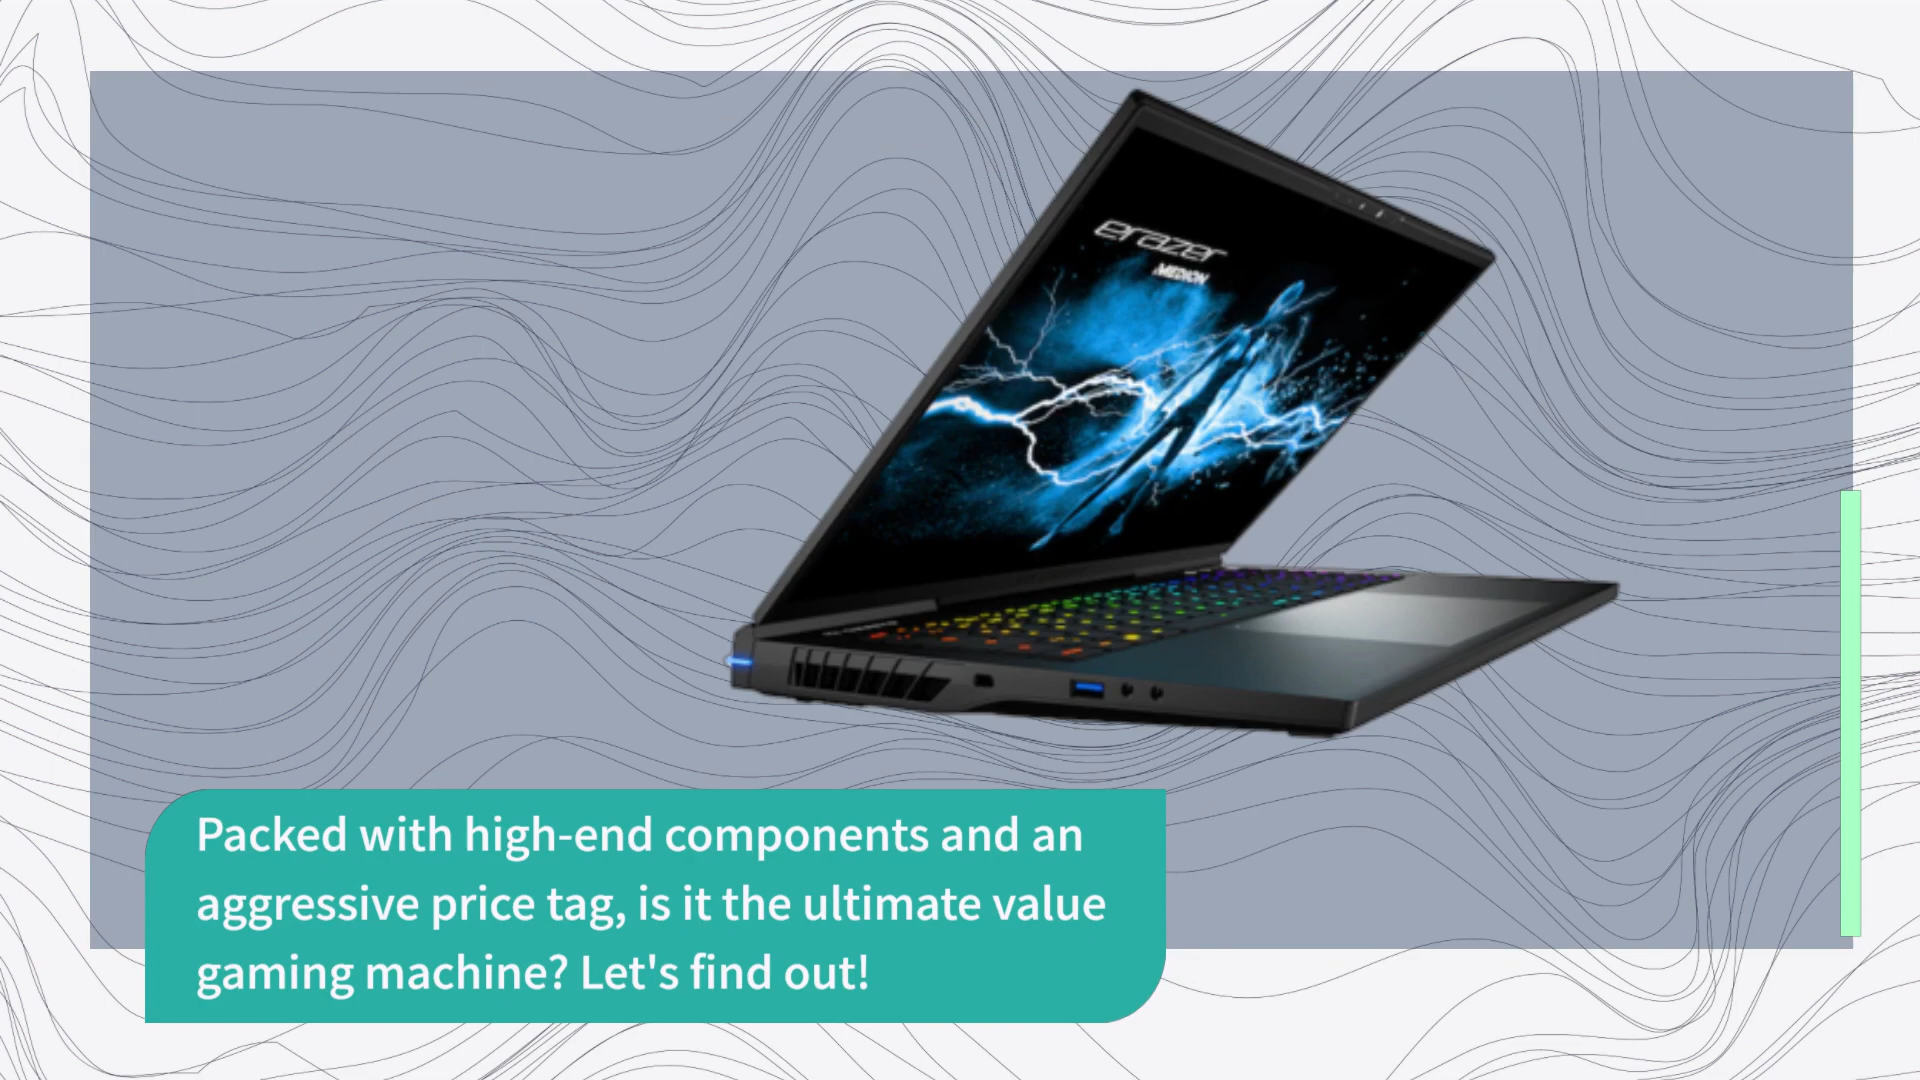 erazer
MEDION
Packed with high-end components and an
aggressive price tag, is it the ultimate value
gaming machine? Let's find out!